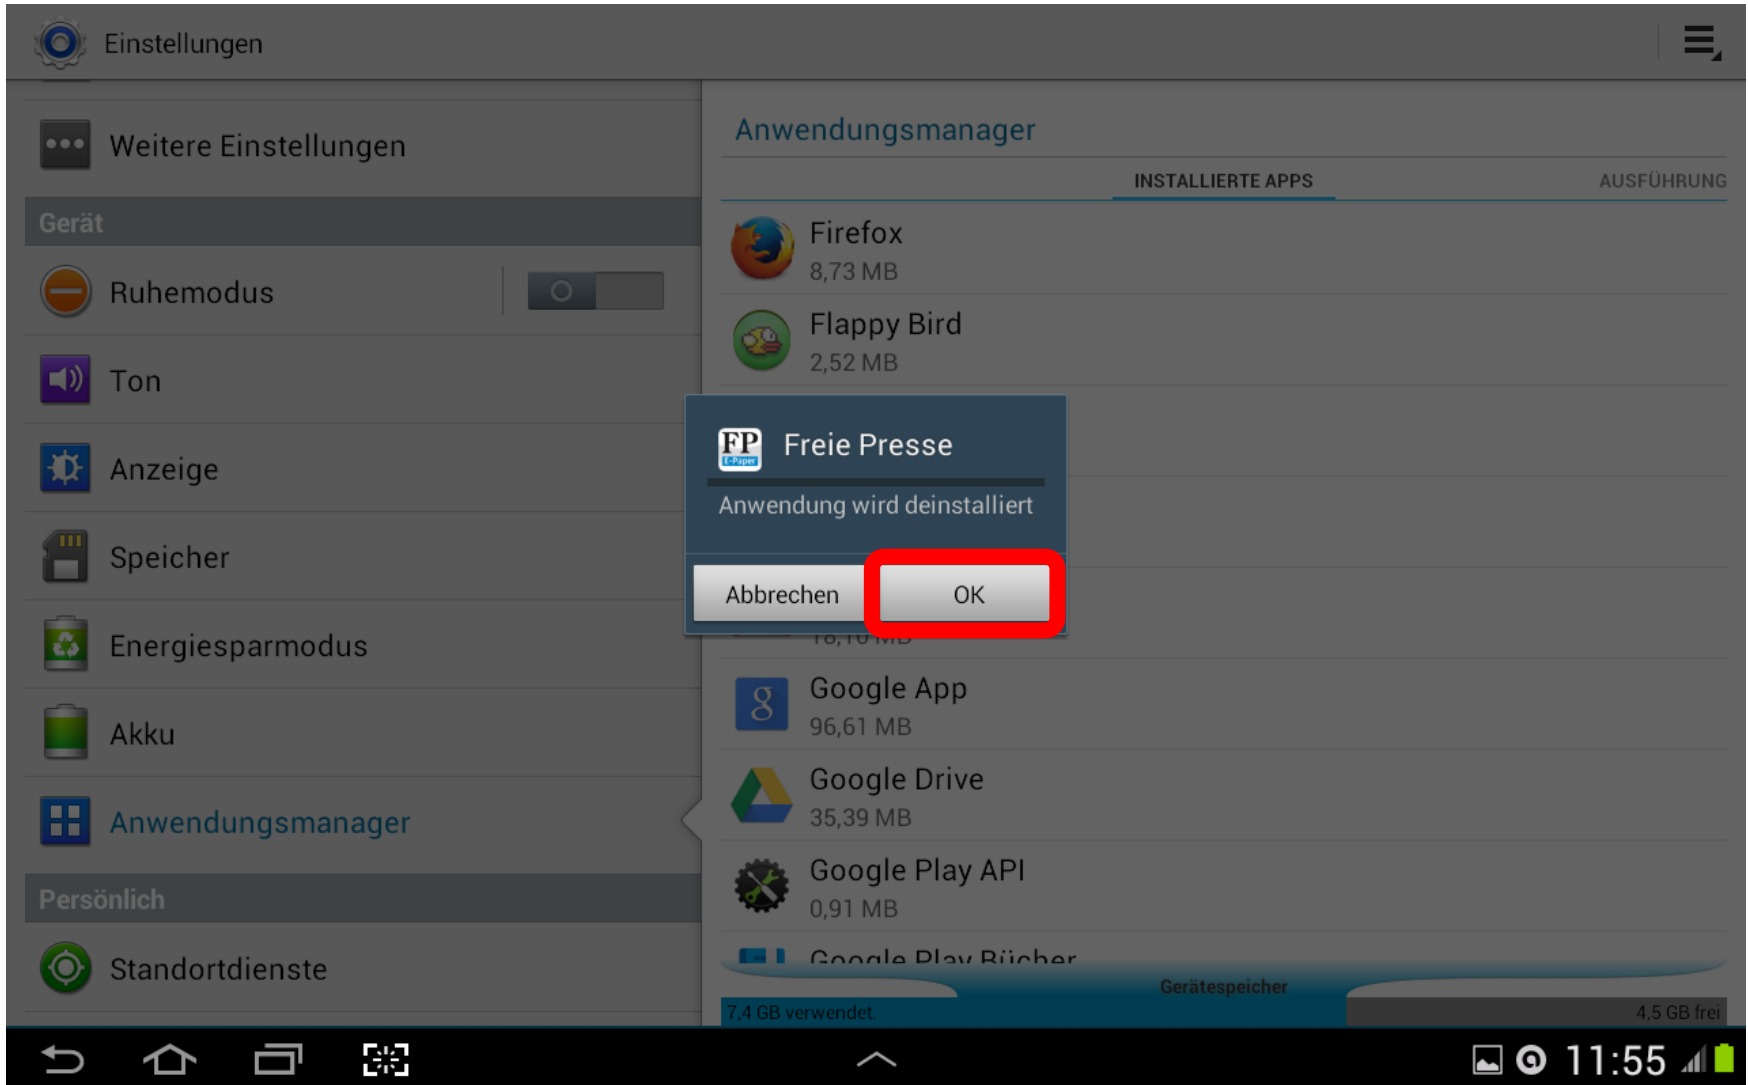 Einstellungen
Weitere Einstellungen
Gerät
Ruhemodus
Ton
Anzeige
Speicher
Energiesparmodus
Akku
Anwendungsmanager
Persönlich
Standortdienste
Anwendungsmanager
INSTALLIERTE APPS
AUSFÜHRUNG
Firefox
8,73 MB
Flappy Bird
2,52 MB
FP
E-Paper
Freie Presse
Anwendung wird deinstalliert
Abbrechen
OK
18,10 MB
Google App
96,61 MB
Google Drive
35,39 MB
Google Play API
0,91 MB
Google Play Bücher
Gerätespeicher
7,4 GB verwendet.
4,5 GB frei
11:55